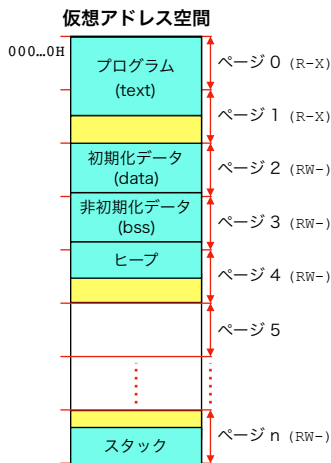 仮想アドレス空間
000…0H
プログラム
(text)
ページ 0 (R-X)
ページ 1 (R-X)
初期化データ
(data)
ページ 2 (RW-)
非初期化データ
(bss)
ページ 3 (RW-)
ヒープ
ページ 4 (RW-)
ページ 5
スタック
ページ n (RW-)